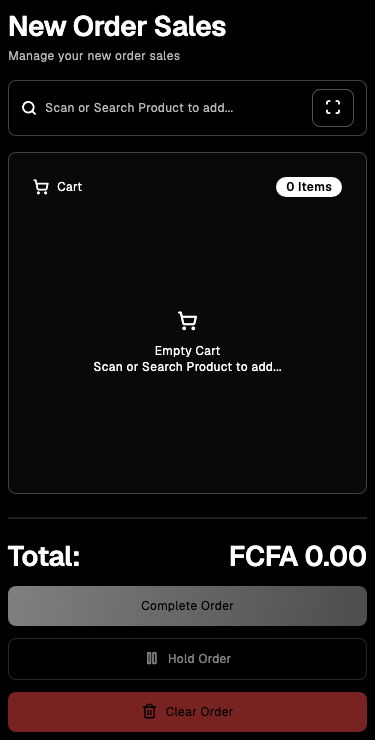 New Order Sales
Manage your new order sales
Scan or Search Product to add...
Cart
0 Items
Empty Cart
Scan or Search Product to add...
Total:
FCFA 0.00
Complete Order
Hold Order
Clear Order